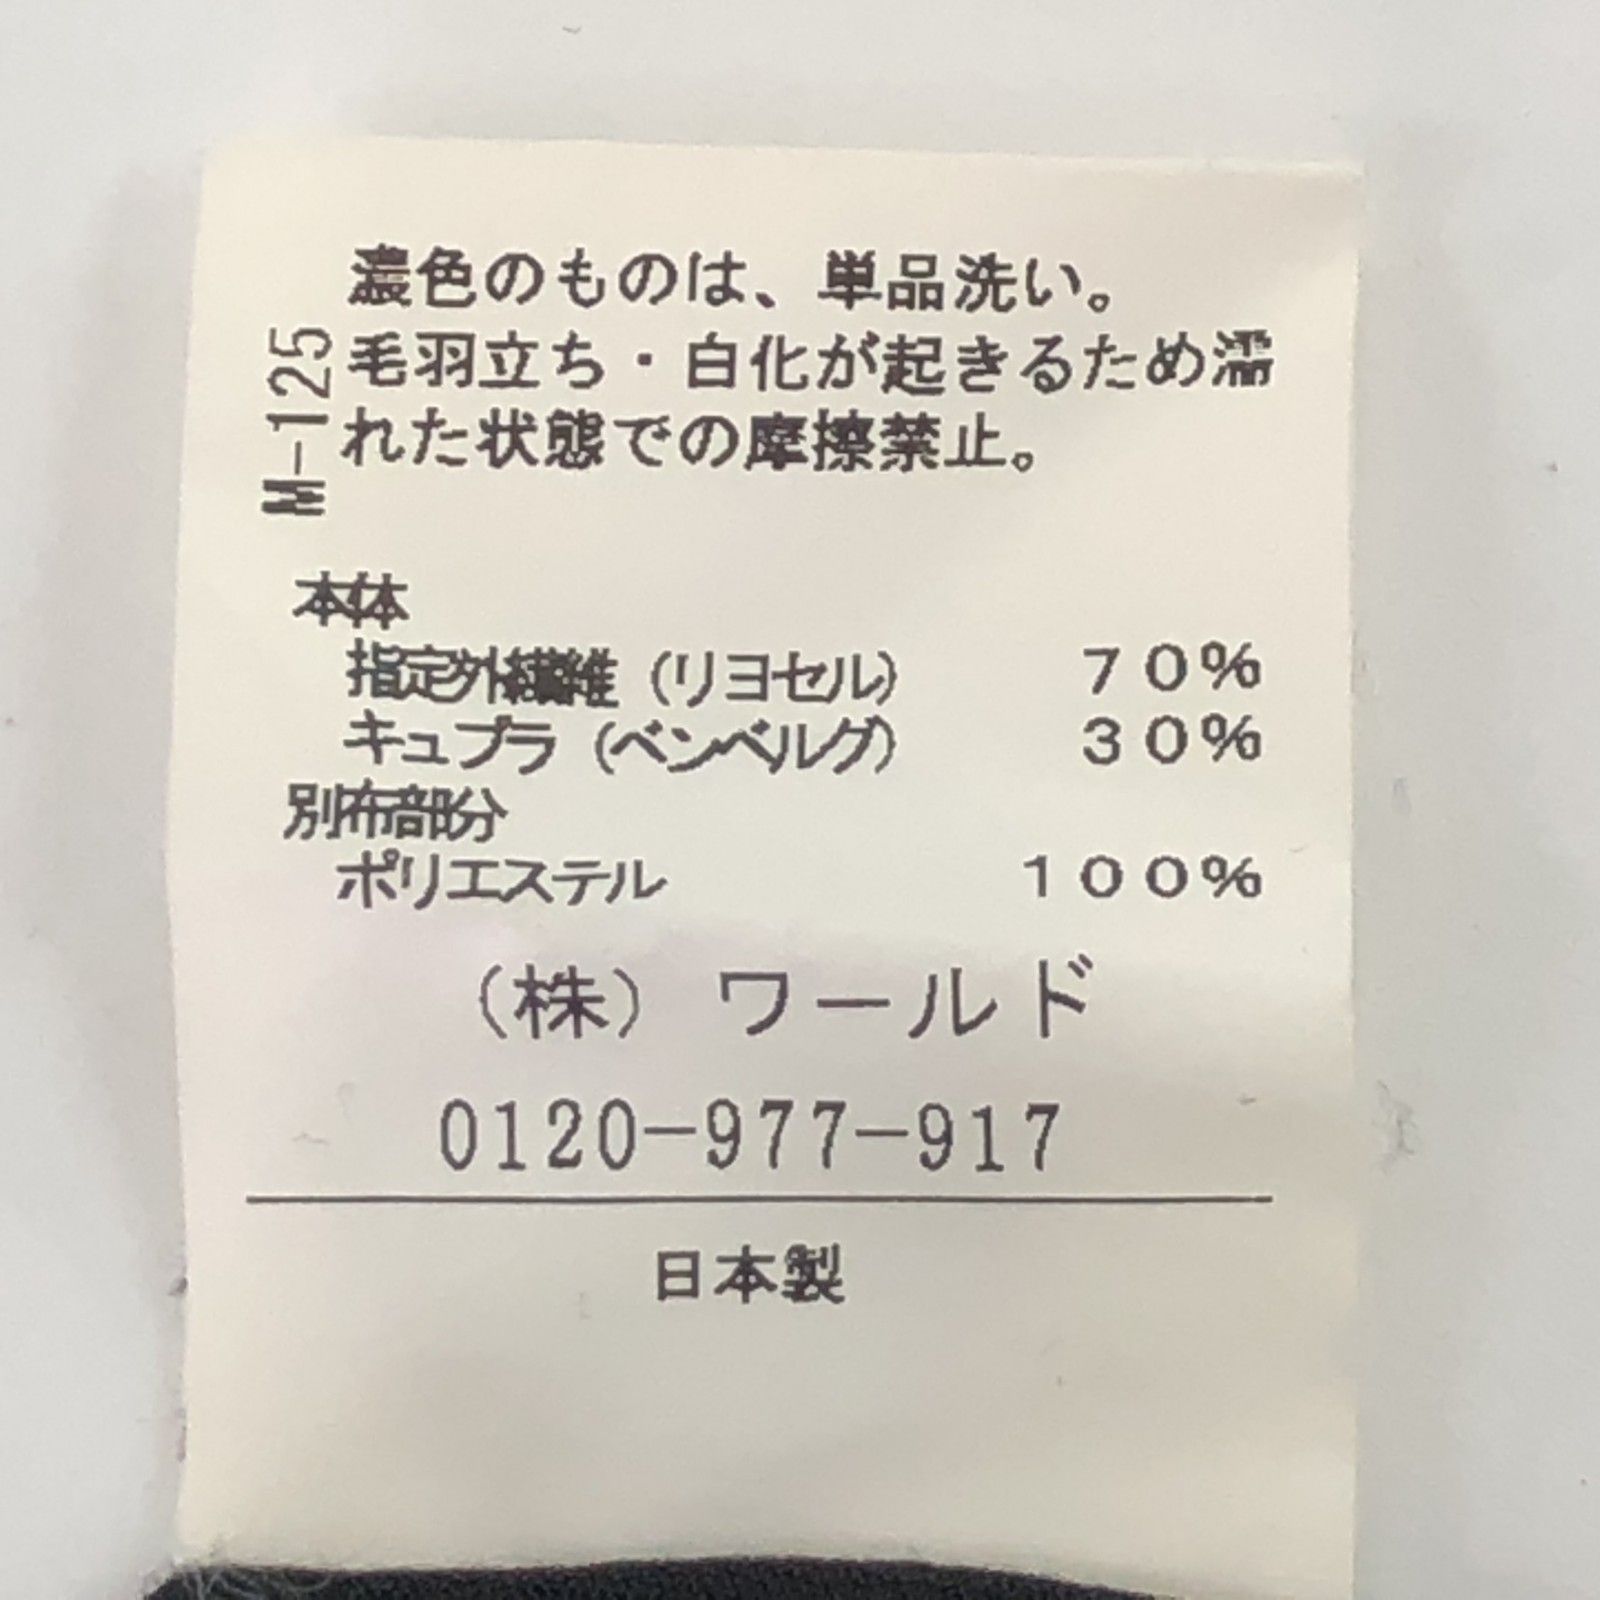 濃色のものは、単品洗い。
毛羽立ち・白化が起きるため濡
れた状態での摩擦禁止。
M-125
本体
指定外繊維（リヨセル） ７０％
キュプラ（ベンベルグ） ３０％
別布部分
ポリエステル １００％
（株）ワールド
0120-977-917
日本製